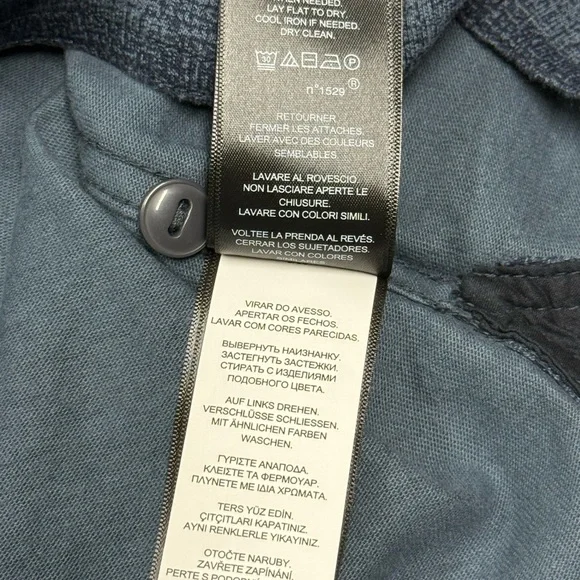 WHEN NEEDED.
LAY FLAT TO DRY.
COOL IRON IF NEEDED.
DRY CLEAN.
30 P
n°1529 ®
RETOURNER,
FERMER LES ATTACHES.
LAVER AVEC DES COULEURS
SEMBLABLES.
LAVARE AL ROVESCIO.
NON LASCIARE APERTE LE
CHIUSURE.
LAVARE CON COLORI SIMILI.
VOLTEE LA PRENDA AL REVÉS.
CERRAR LOS SUJETADORES.
LAVAR CON COLORES
SIMILARES.
VIRAR DO AVESSO.
APERTAR OS FECHOS.
LAVAR COM CORES PARECIDAS.
ВЫВЕРНУТЬ НАИЗНАНКУ.
ЗАСТЕГНУТЬ ЗАСТЕЖКИ.
СТИРАТЬ С ИЗДЕЛИЯМИ
ПОДОБНОГО ЦВЕТА.
AUF LINKS DREHEN.
VERSCHLÜSSE SCHLIESSEN.
MIT ÄHNLICHEN FARBEN
WASCHEN.
ΓΥΡΙΣΤΕ ΑΝΑΠΟΔΑ.
ΚΛΕΙΣΤΕ ΤΑ ΦΕΡΜΟΥΑΡ.
ΠΛΥΝΕΤΕ ΜΕ ΙΔΙΑ ΧΡΩΜΑΤΑ.
TERS YÜZ EDİN.
ÇITÇITLARI KAPATINIZ.
AYNI RENKLERLE YIKAYINIZ.
OTOČTE NARUBY.
ZAVŘETE ZAPÍNÁNÍ.
PERTE S